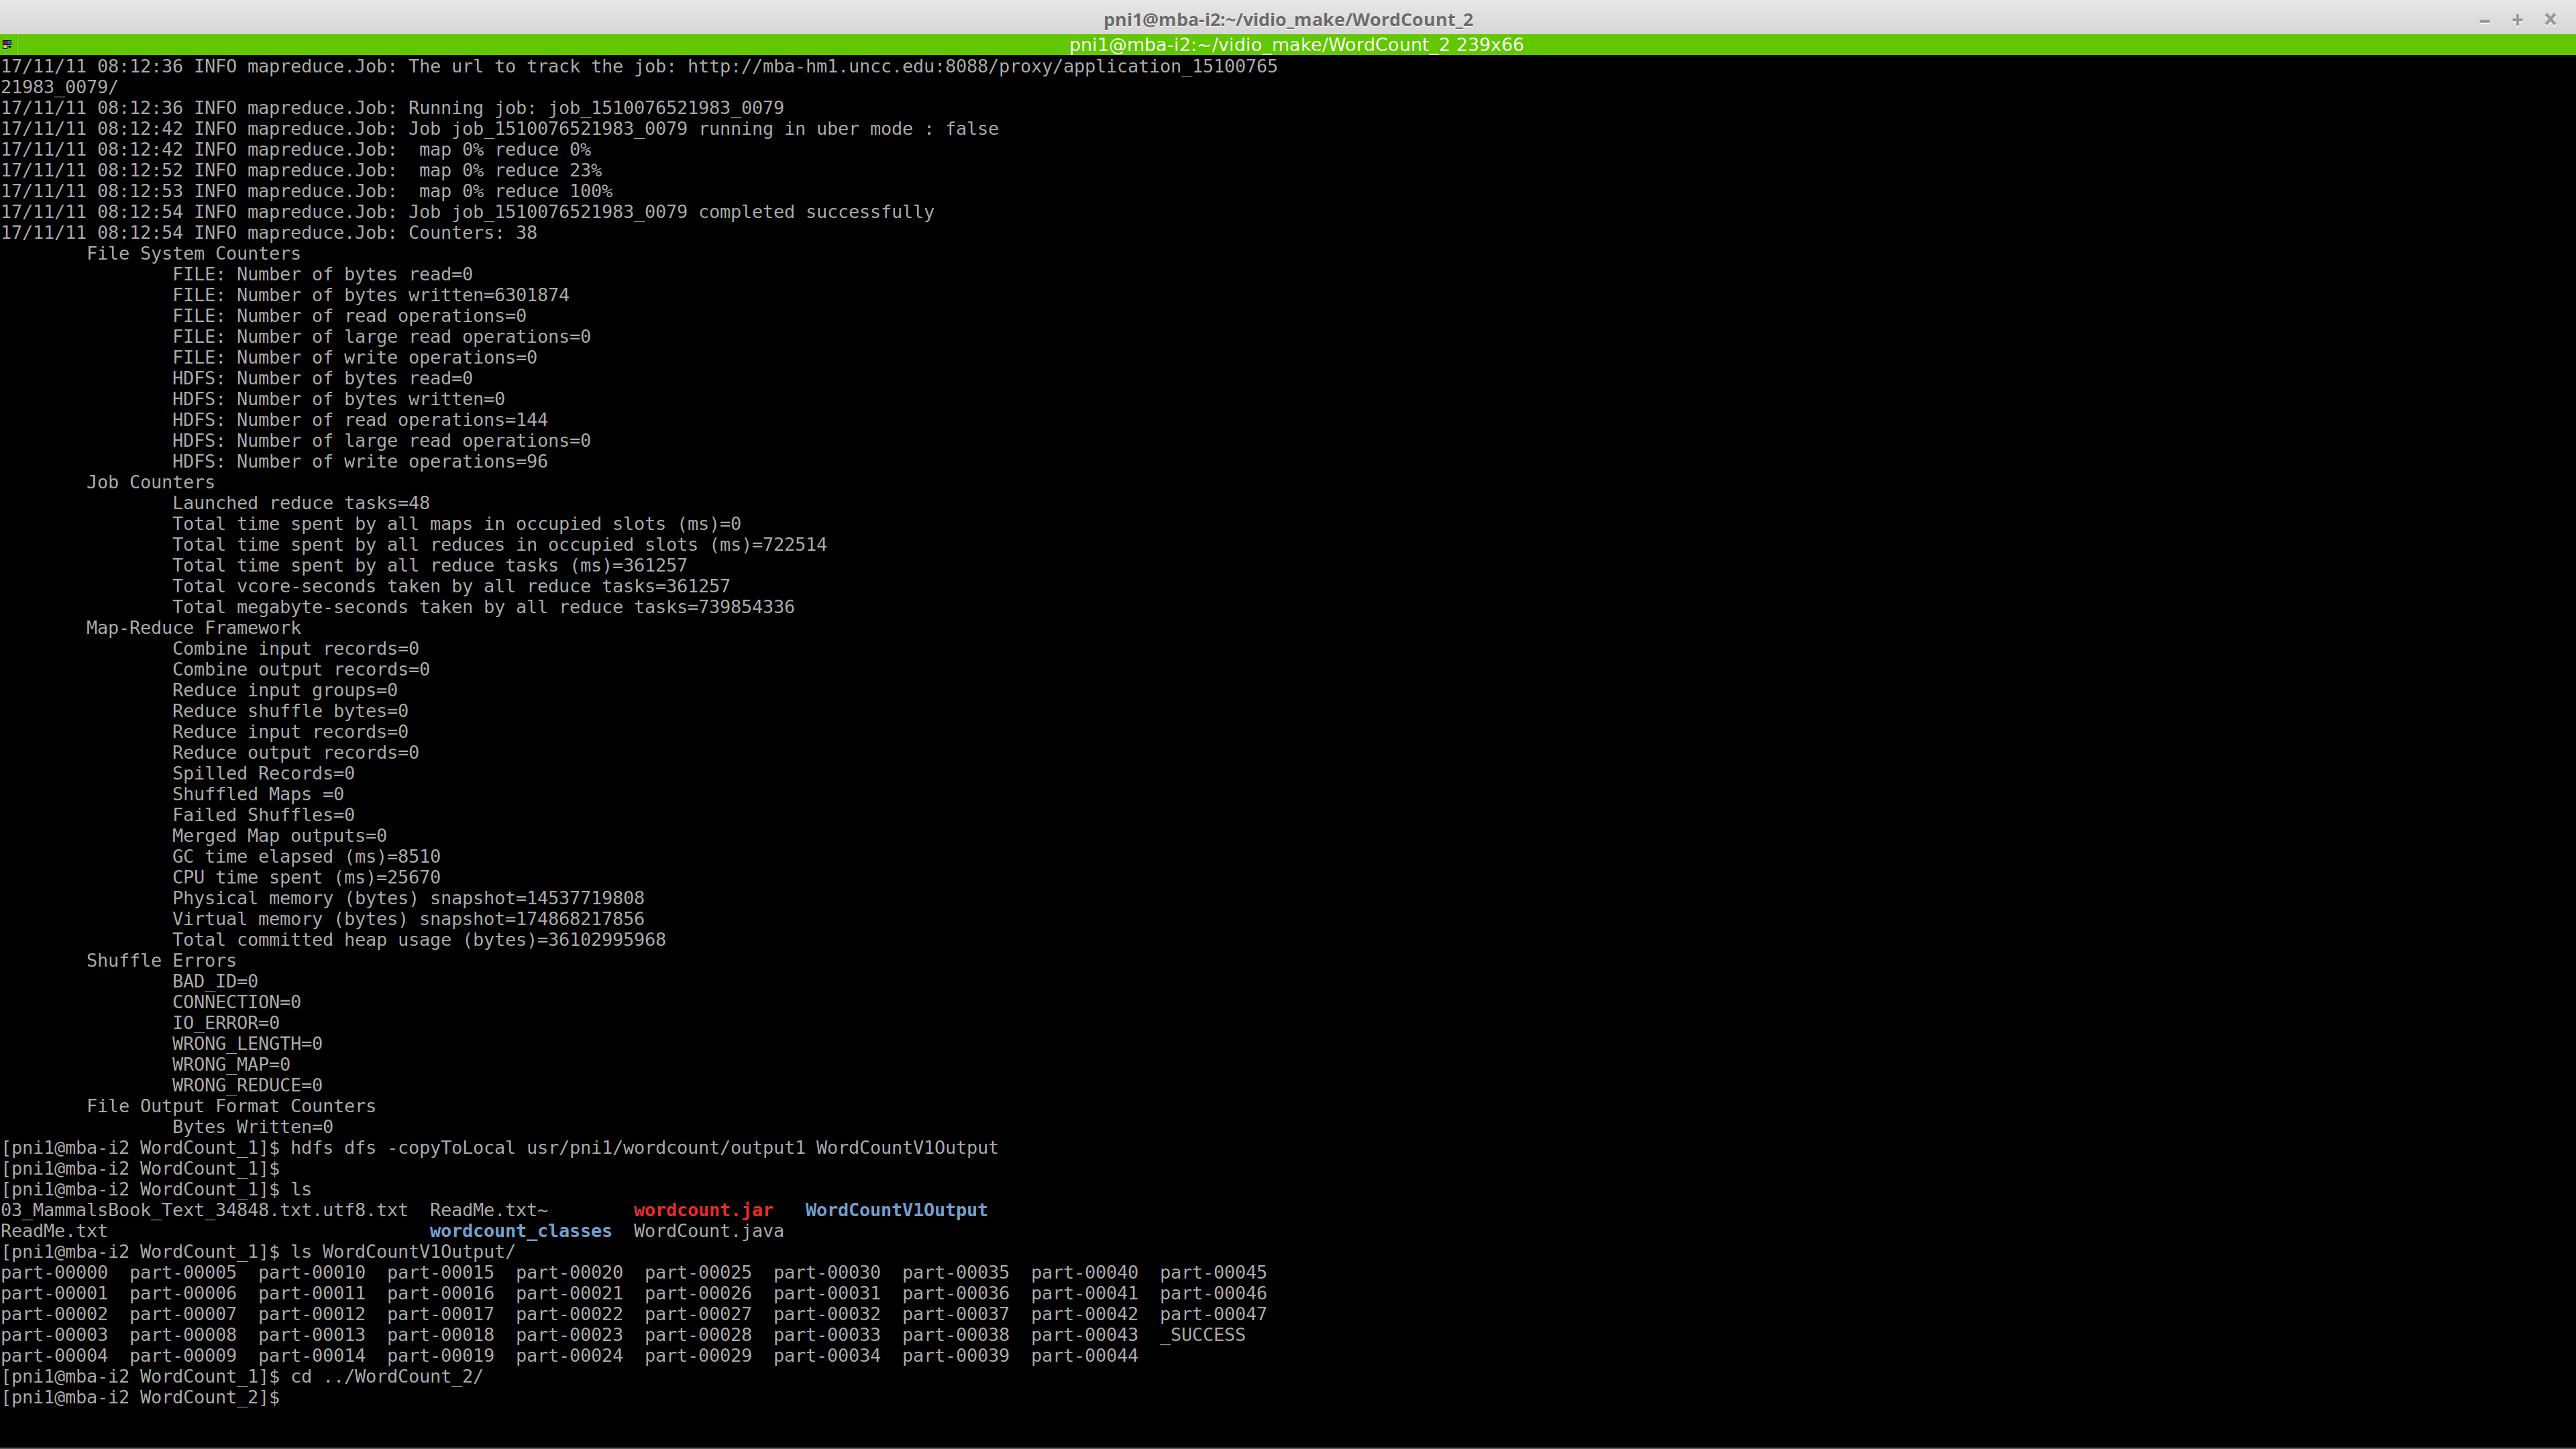 pni1@mba-i2:~/vidio_make/WordCount_2
pni1@mba-i2:~/vidio_make/WordCount_2 239x66
17/11/11 08:12:36 INFO mapreduce.Job: The url to track the job: http://mba-hm1.uncc.edu:8088/proxy/application_15100765
21983_0079/
17/11/11 08:12:36 INFO mapreduce.Job: Running job: job_1510076521983_0079
17/11/11 08:12:42 INFO mapreduce.Job: Job job_1510076521983_0079 running in uber mode : false
17/11/11 08:12:42 INFO mapreduce.Job:  map 0% reduce 0%
17/11/11 08:12:52 INFO mapreduce.Job:  map 0% reduce 23%
17/11/11 08:12:53 INFO mapreduce.Job:  map 0% reduce 100%
17/11/11 08:12:54 INFO mapreduce.Job: Job job_1510076521983_0079 completed successfully
17/11/11 08:12:54 INFO mapreduce.Job: Counters: 38
File System Counters
FILE: Number of bytes read=0
FILE: Number of bytes written=6301874
FILE: Number of read operations=0
FILE: Number of large read operations=0
FILE: Number of write operations=0
HDFS: Number of bytes read=0
HDFS: Number of bytes written=0
HDFS: Number of read operations=144
HDFS: Number of large read operations=0
HDFS: Number of write operations=96
Job Counters
Launched reduce tasks=48
Total time spent by all maps in occupied slots (ms)=0
Total time spent by all reduces in occupied slots (ms)=722514
Total time spent by all reduce tasks (ms)=361257
Total vcore-seconds taken by all reduce tasks=361257
Total megabyte-seconds taken by all reduce tasks=739854336
Map-Reduce Framework
Combine input records=0
Combine output records=0
Reduce input groups=0
Reduce shuffle bytes=0
Reduce input records=0
Reduce output records=0
Spilled Records=0
Shuffled Maps =0
Failed Shuffles=0
Merged Map outputs=0
GC time elapsed (ms)=8510
CPU time spent (ms)=25670
Physical memory (bytes) snapshot=14537719808
Virtual memory (bytes) snapshot=174868217856
Total committed heap usage (bytes)=36102995968
Shuffle Errors
BAD_ID=0
CONNECTION=0
IO_ERROR=0
WRONG_LENGTH=0
WRONG_MAP=0
WRONG_REDUCE=0
File Output Format Counters
Bytes Written=0
[pni1@mba-i2 WordCount_1]$ hdfs dfs -copyToLocal usr/pni1/wordcount/output1 WordCountV1Output
[pni1@mba-i2 WordCount_1]$
[pni1@mba-i2 WordCount_1]$ ls
03_MammalsBook_Text_34848.txt.utf8.txt  ReadMe.txt~        wordcount.jar   WordCountV1Output
ReadMe.txt                              wordcount_classes  WordCount.java
[pni1@mba-i2 WordCount_1]$ ls WordCountV1Output/
part-00000  part-00005  part-00010  part-00015  part-00020  part-00025  part-00030  part-00035  part-00040  part-00045
part-00001  part-00006  part-00011  part-00016  part-00021  part-00026  part-00031  part-00036  part-00041  part-00046
part-00002  part-00007  part-00012  part-00017  part-00022  part-00027  part-00032  part-00037  part-00042  part-00047
part-00003  part-00008  part-00013  part-00018  part-00023  part-00028  part-00033  part-00038  part-00043  _SUCCESS
part-00004  part-00009  part-00014  part-00019  part-00024  part-00029  part-00034  part-00039  part-00044
[pni1@mba-i2 WordCount_1]$ cd ../WordCount_2/
[pni1@mba-i2 WordCount_2]$